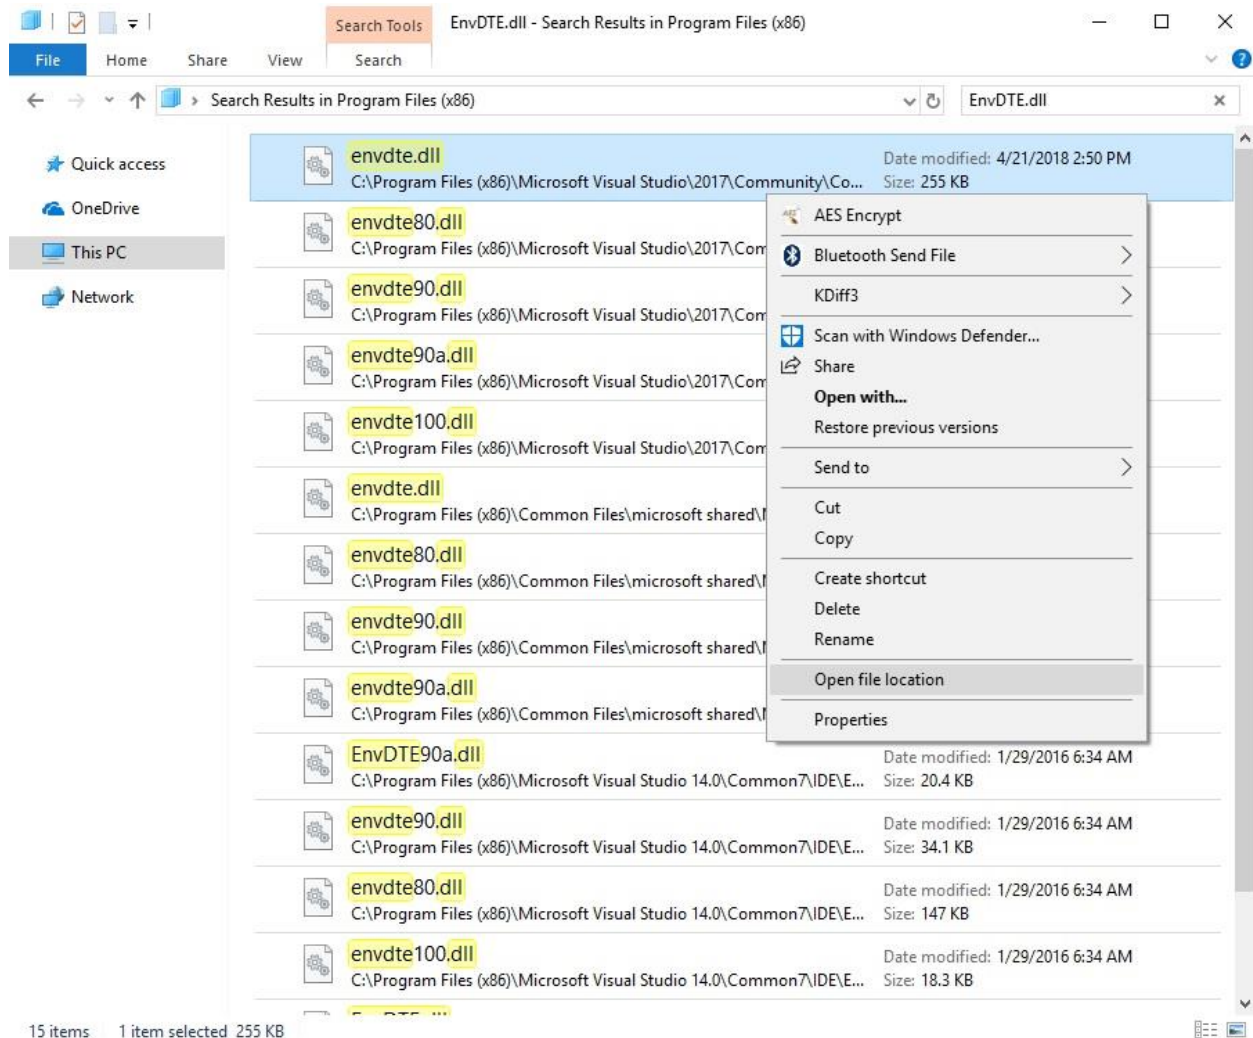 Search Tools
EnvDTE.dll - Search Results in Program Files (x86)
File
Home
Share
View
Search
Search Results in Program Files (x86)
EnvDTE.dll
Quick access
OneDrive
This PC
Network
envdte.dll
Date modified: 4/21/2018 2:50 PM
C:\Program Files (x86)\Microsoft Visual Studio\2017\Community\Co...
Size: 255 KB
envdte80.dll
C:\Program Files (x86)\Microsoft Visual Studio\2017\Com
envdte90.dll
C:\Program Files (x86)\Microsoft Visual Studio\2017\Com
envdte90a.dll
C:\Program Files (x86)\Microsoft Visual Studio\2017\Com
envdte100.dll
C:\Program Files (x86)\Microsoft Visual Studio\2017\Com
envdte.dll
C:\Program Files (x86)\Common Files\microsoft shared\
envdte80.dll
C:\Program Files (x86)\Common Files\microsoft shared\
envdte90.dll
C:\Program Files (x86)\Common Files\microsoft shared\
envdte90a.dll
C:\Program Files (x86)\Common Files\microsoft shared\
AES Encrypt
Bluetooth Send File
KDiff3
Scan with Windows Defender...
Share
Open with...
Restore previous versions
Send to
Cut
Copy
Create shortcut
Delete
Rename
Open file location
Properties
EnvDTE90a.dll
Date modified: 1/29/2016 6:34 AM
C:\Program Files (x86)\Microsoft Visual Studio 14.0\Common7\IDE\E...
Size: 20.4 KB
envdte90.dll
Date modified: 1/29/2016 6:34 AM
C:\Program Files (x86)\Microsoft Visual Studio 14.0\Common7\IDE\E...
Size: 34.1 KB
envdte80.dll
Date modified: 1/29/2016 6:34 AM
C:\Program Files (x86)\Microsoft Visual Studio 14.0\Common7\IDE\E...
Size: 147 KB
envdte100.dll
Date modified: 1/29/2016 6:34 AM
C:\Program Files (x86)\Microsoft Visual Studio 14.0\Common7\IDE\E...
Size: 18.3 KB
15 items
1 item selected 255 KB